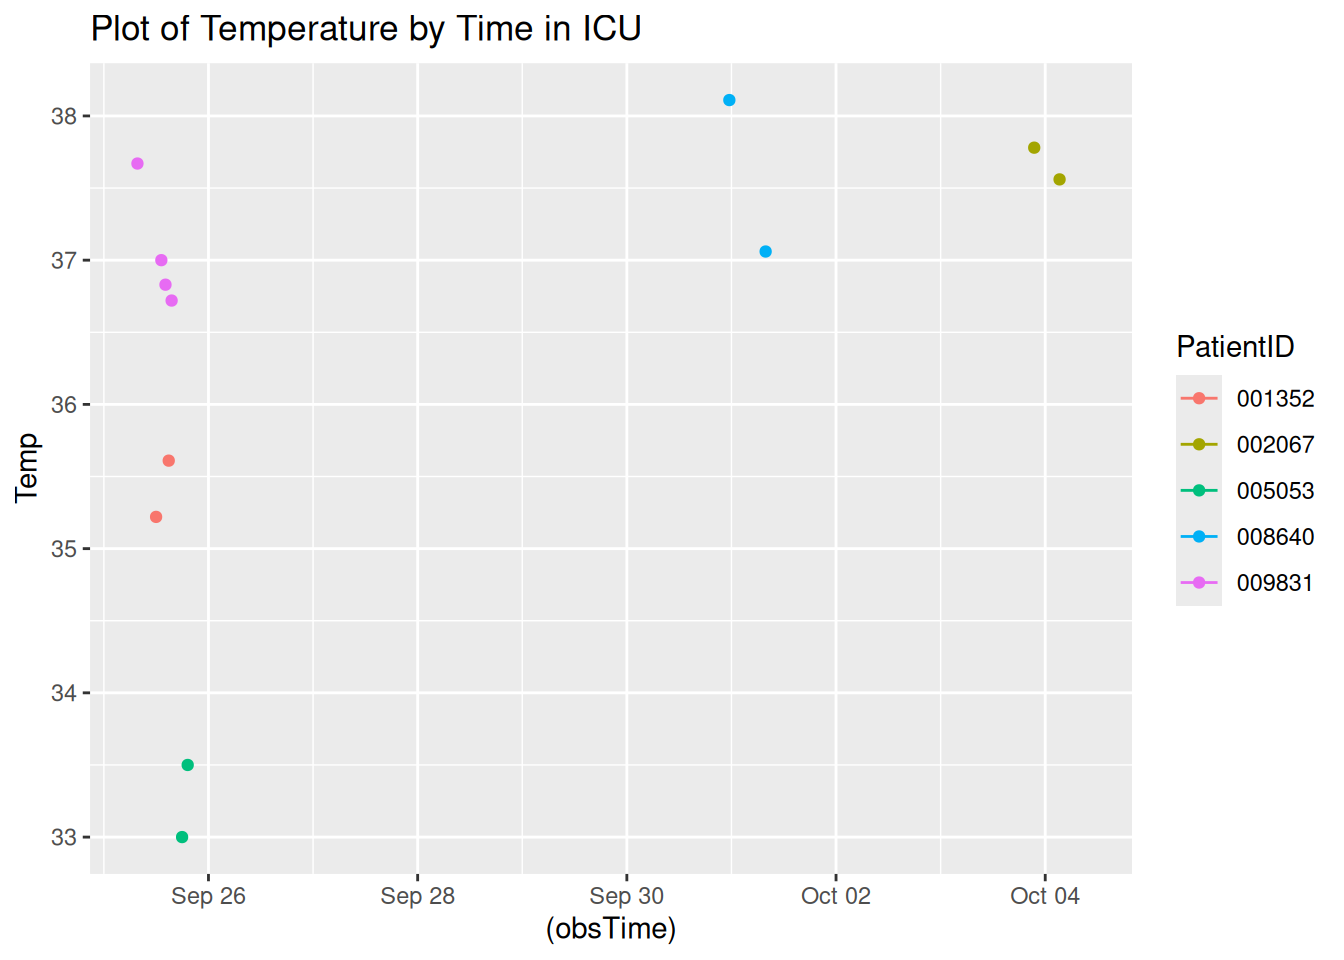 Plot of Temperature by Time in ICU
38
37
36
35
34
33
Temp
Sep 26
Sep 28
Sep 30
Oct 02
Oct 04
(obsTime)
PatientID
001352
002067
005053
008640
009831